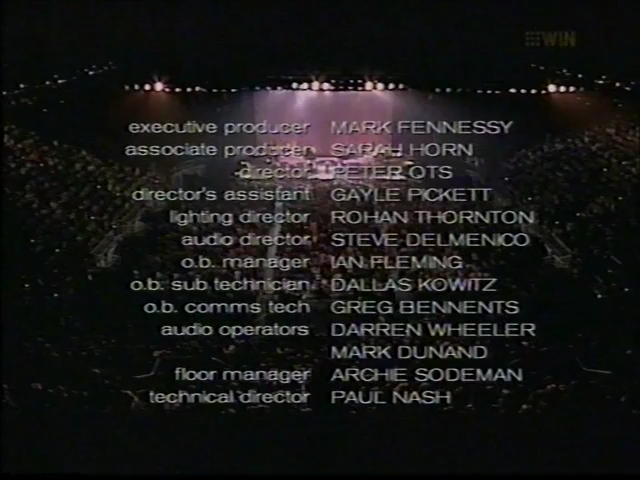 WIN
executive producer MARK FENNESSY
associate producer SARAH HORN
director PETER OTS
director's assistant GAYLE PICKETT
lighting director ROHAN THORNTON
audio director STEVE DELMENICO
o.b. manager IAN FLEMING
o.b. sub technician DALLAS KOWITZ
o.b. comms tech GREG BENNENTS
audio operators DARREN WHEELER
MARK DUNAND
floor manager ARCHIE SODEMAN
technical director PAUL NASH